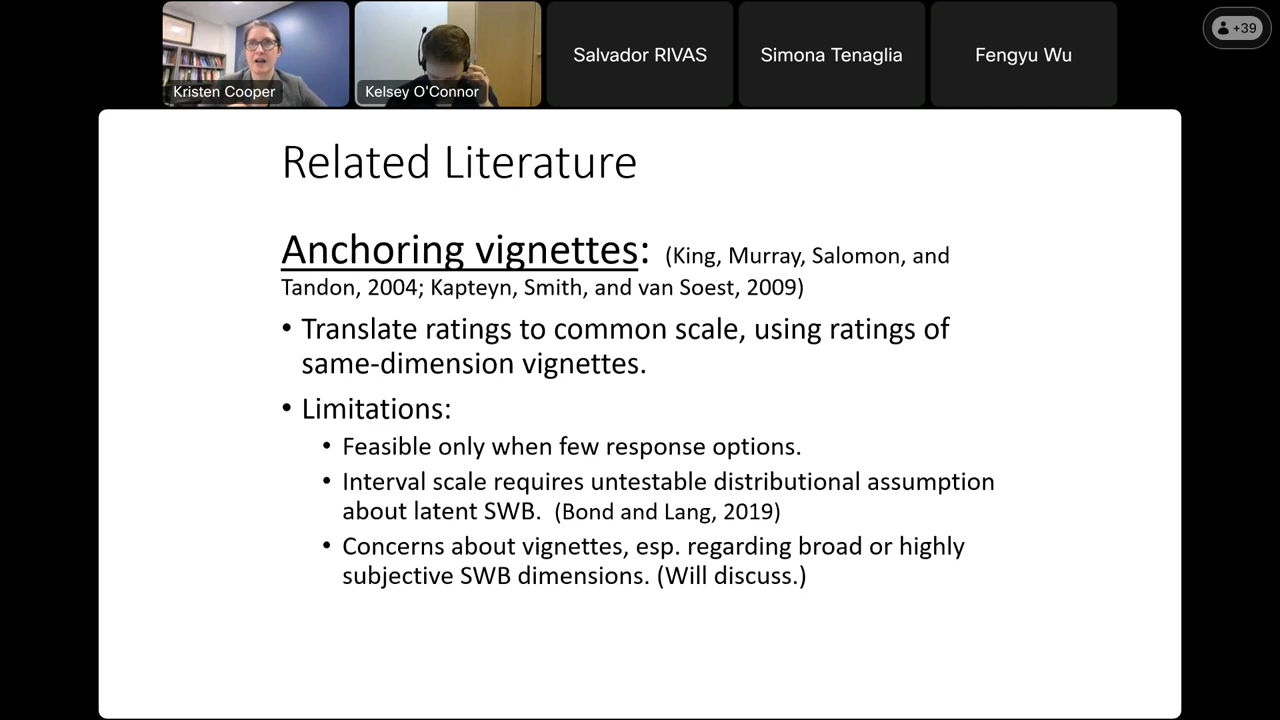 Kristen Cooper
Kelsey O'Connor
Salvador RIVAS
Simona Tenaglia
Fengyu Wu
+39
Related Literature
Anchoring vignettes: (King, Murray, Salomon, and
Tandon, 2004; Kapteyn, Smith, and van Soest, 2009)
• Translate ratings to common scale, using ratings of
same-dimension vignettes.
• Limitations:
• Feasible only when few response options.
• Interval scale requires untestable distributional assumption
about latent SWB. (Bond and Lang, 2019)
• Concerns about vignettes, esp. regarding broad or highly
subjective SWB dimensions. (Will discuss.)